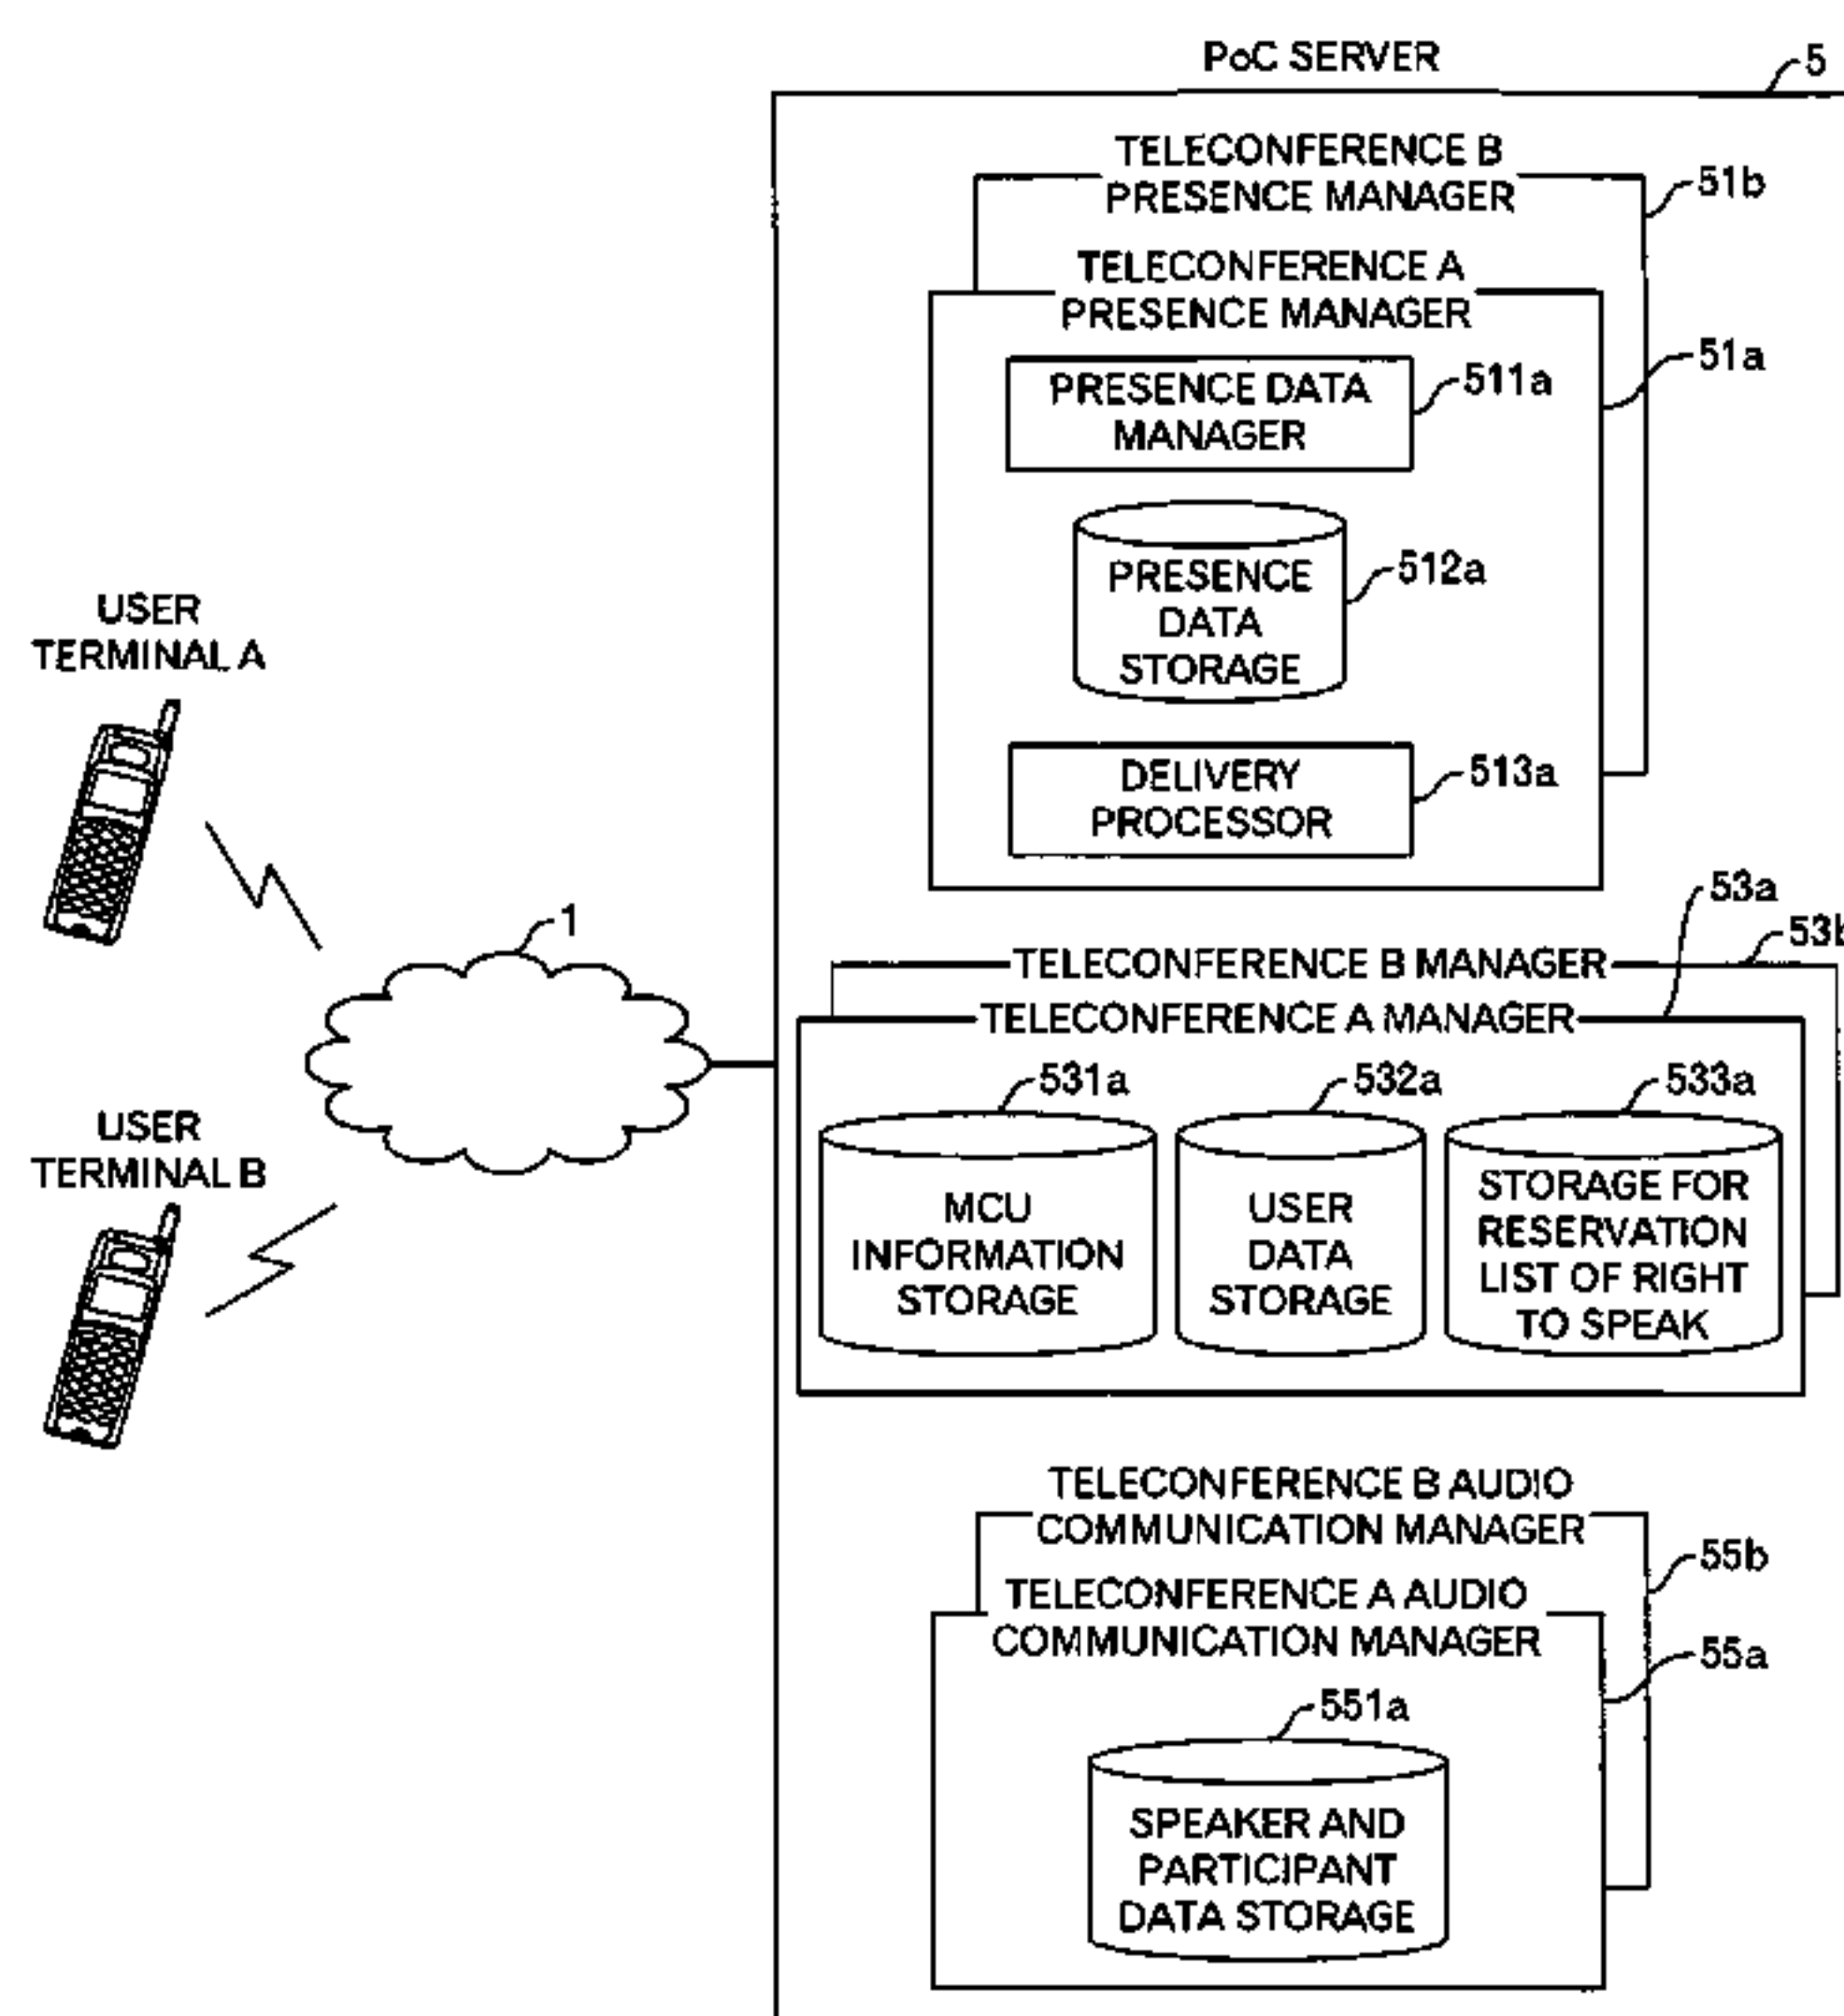 PoC SERVER
5
TELECONFERENCE B
PRESENCE MANAGER
51b
TELECONFERENCE A
PRESENCE MANAGER
51a
PRESENCE DATA
MANAGER
511a
PRESENCE
DATA
STORAGE
512a
DELIVERY
PROCESSOR
513a
USER
TERMINAL A
1
USER
TERMINAL B
53a
53b
TELECONFERENCE B MANAGER
TELECONFERENCE A MANAGER
531a
532a
533a
MCU
INFORMATION
STORAGE
USER
DATA
STORAGE
STORAGE FOR
RESERVATION
LIST OF RIGHT
TO SPEAK
TELECONFERENCE B AUDIO
COMMUNICATION MANAGER
55b
TELECONFERENCE A AUDIO
COMMUNICATION MANAGER
55a
551a
SPEAKER AND
PARTICIPANT
DATA STORAGE